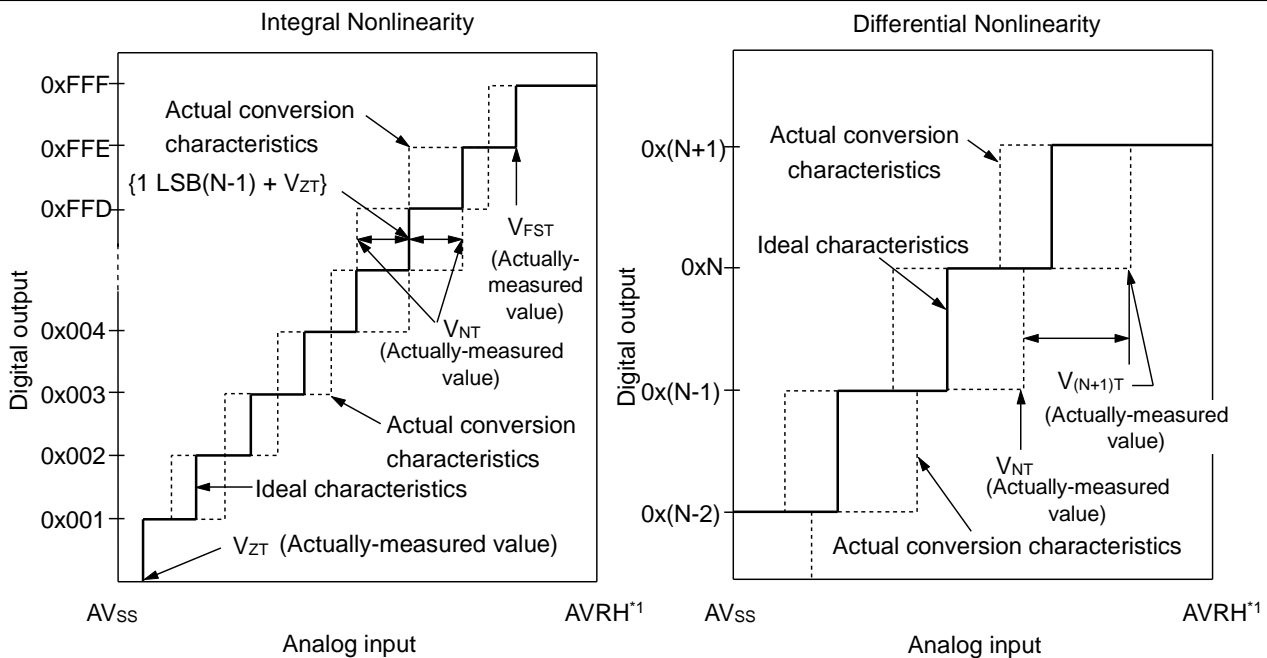 Integral Nonlinearity
0xFFF
0xFFE
0xFFD
0x004
0x003
0x002
0x001
Digital output
Actual conversion
characteristics
{1 LSB(N-1) + VZT}
VFST
(Actually-
measured
value)
VNT
(Actually-measured
value)
Actual conversion
characteristics
Ideal characteristics
VZT (Actually-measured value)
AVSS
AVRH*1
Analog input
Differential Nonlinearity
0x(N+1)
0xN
0x(N-1)
0x(N-2)
Digital output
Actual conversion
characteristics
Ideal characteristics
V(N+1)T
(Actually-measured
value)
VNT
(Actually-measured
value)
Actual conversion characteristics
AVSS
AVRH*1
Analog input